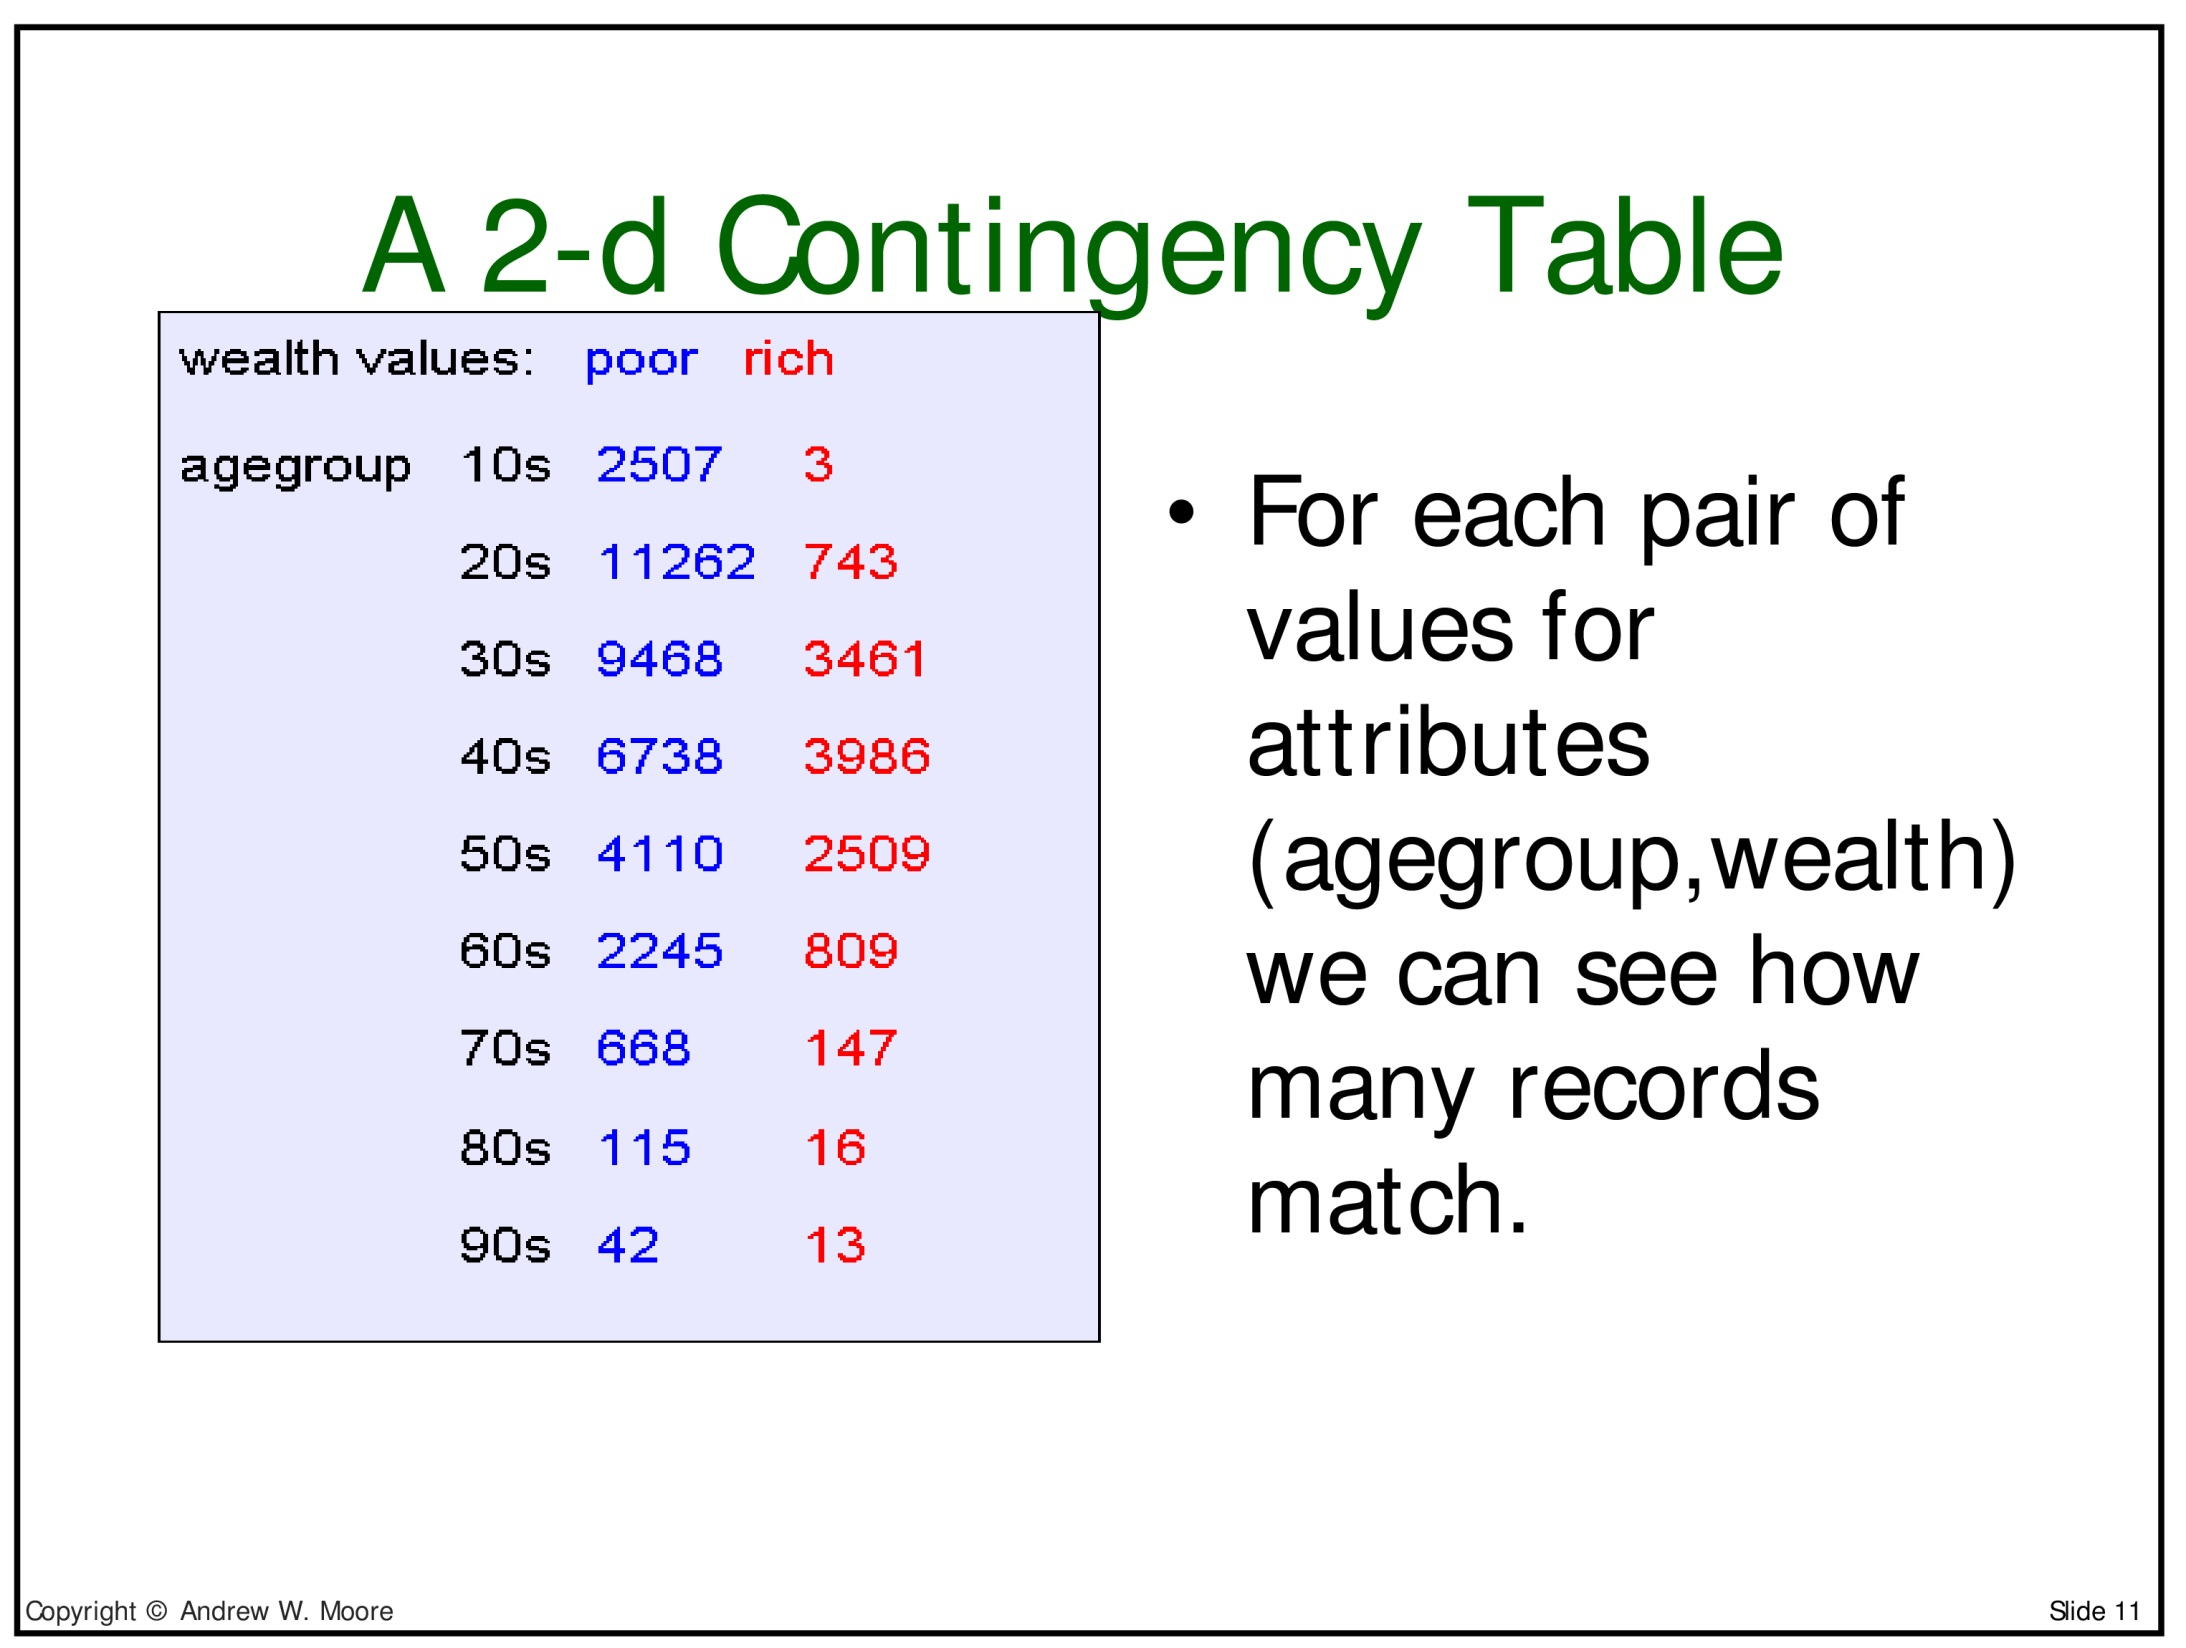 A 2-d Contingency Table
wealth values: poor rich
agegroup 10s 2507 3
20s 11262 743
30s 9468 3461
40s 6738 3986
50s 4110 2509
60s 2245 809
70s 668 147
80s 115 16
90s 42 13
• For each pair of
values for
attributes
(agegroup,wealth)
we can see how
many records
match.
Copyright © Andrew W. Moore
Slide 11